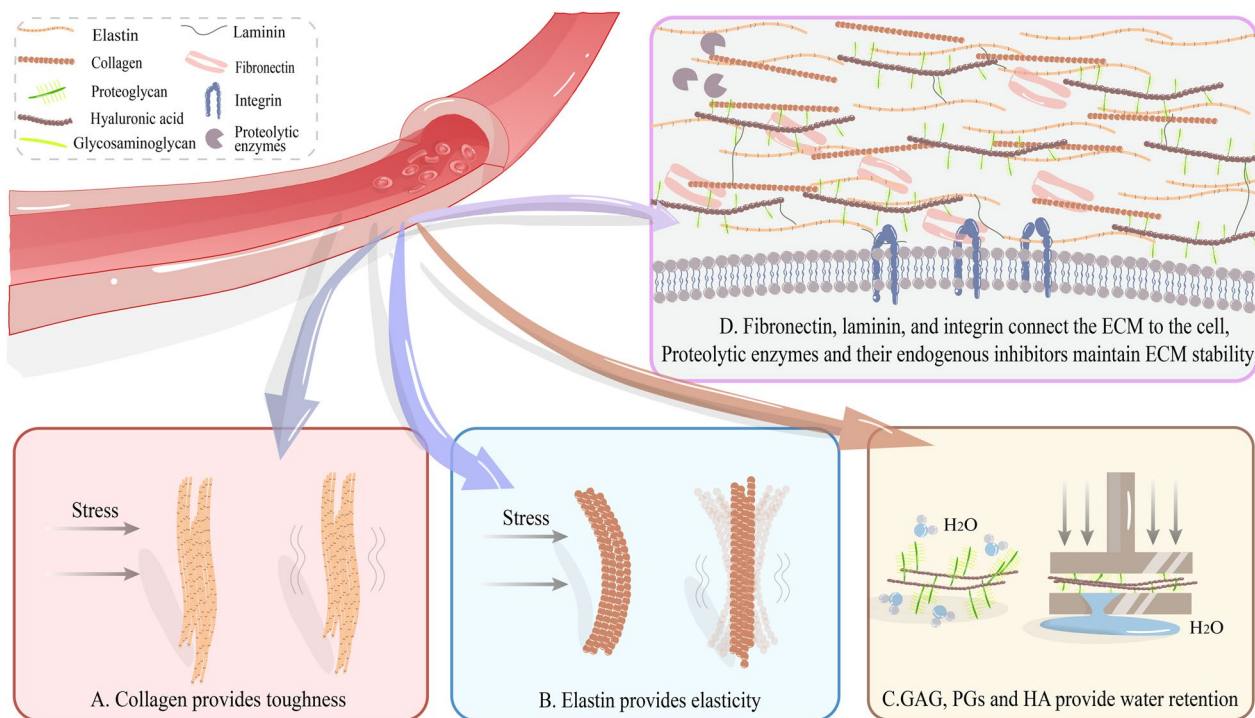 Elastin
Collagen
Proteoglycan
Hyaluronic acid
Glycosaminoglycan
Laminin
Fibronectin
Integrin
Proteolytic
enzymes
D. Fibronectin, laminin, and integrin connect the ECM to the cell,
Proteolytic enzymes and their endogenous inhibitors maintain ECM stability
Stress
A. Collagen provides toughness
Stress
B. Elastin provides elasticity
H2O
H2O
C.GAG, PGs and HA provide water retention